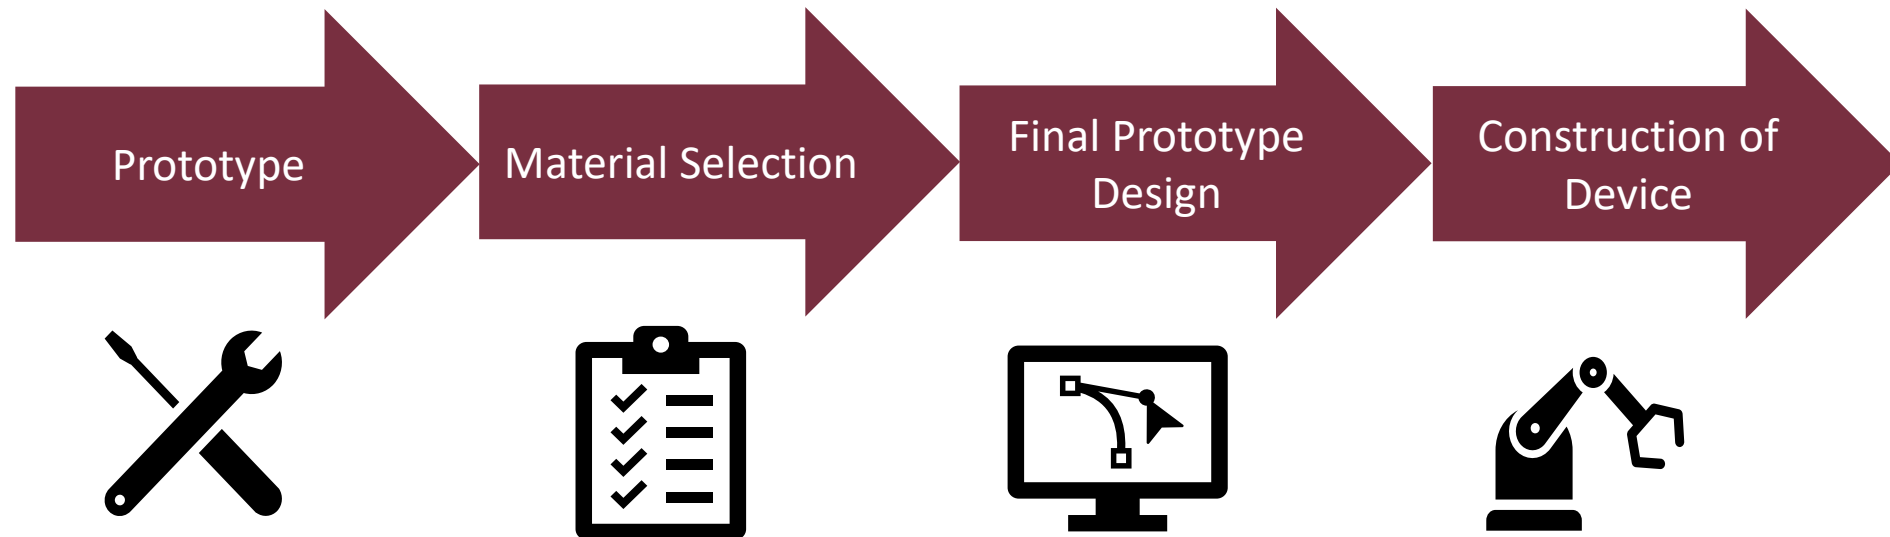 Prototype
Material Selection
Final Prototype
Design
Construction of
Device